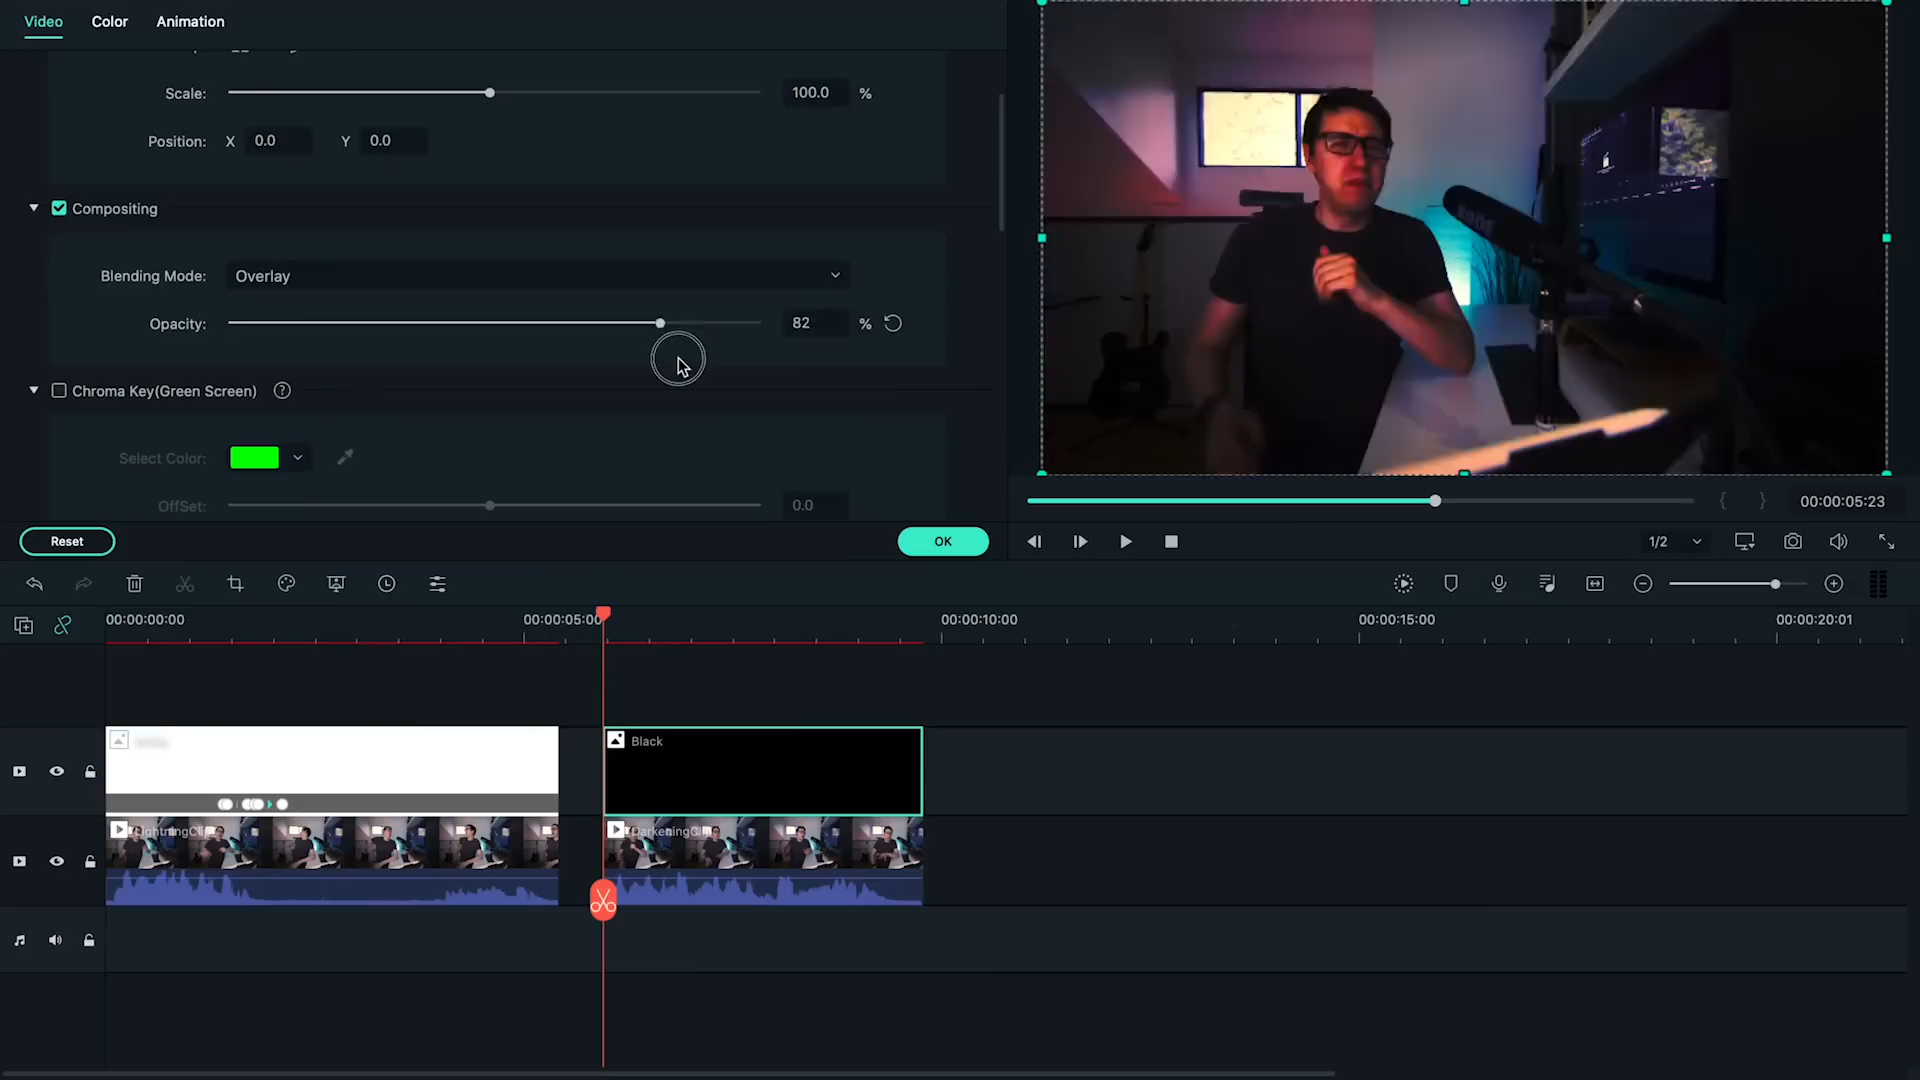 Video Color Animation
Scale: 100.0 %
Position: X 0.0 Y 0.0
Compositing
Blending Mode: Overlay
Opacity: 82 %
Chroma Key(Green Screen) ?
Select Color:
OffSet: 0.0
Reset OK
{ } 00:00:05:23
1/2
00:00:00:00 00:00:05:00 00:00:10:00 00:00:15:00 00:00:20:01
Black
LightningClip DarkeningClip